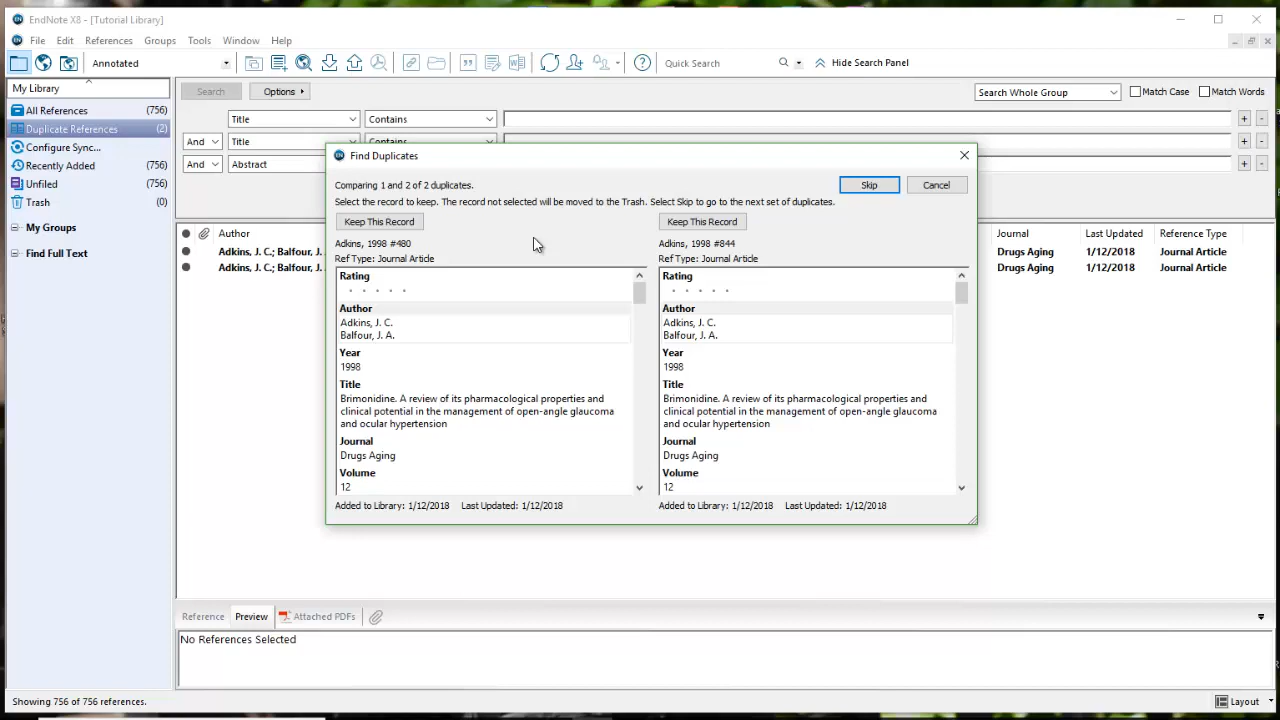 EndNote X8 - [Tutorial Library]
File Edit References Groups Tools Window Help
Annotated
Quick Search
Hide Search Panel
My Library
All References (756)
Duplicate References (2)
Configure Sync...
Recently Added (756)
Unfiled (756)
Trash (0)
My Groups
Find Full Text
Search Options
Search Whole Group
Match Case
Match Words
Title Contains + -
And Title Contains + -
And Abstract + -
Author Journal Last Updated Reference Type
Adkins, J. C.; Balfour, J. Drugs Aging 1/12/2018 Journal Article
Adkins, J. C.; Balfour, J. Drugs Aging 1/12/2018 Journal Article
Find Duplicates
Comparing 1 and 2 of 2 duplicates.
Skip Cancel
Select the record to keep. The record not selected will be moved to the Trash. Select Skip to go to the next set of duplicates.
Keep This Record
Adkins, 1998 #480
Ref Type: Journal Article
Rating
Author
Adkins, J. C.
Balfour, J. A.
Year
1998
Title
Brimonidine. A review of its pharmacological properties and
clinical potential in the management of open-angle glaucoma
and ocular hypertension
Journal
Drugs Aging
Volume
12
Added to Library: 1/12/2018 Last Updated: 1/12/2018
Keep This Record
Adkins, 1998 #844
Ref Type: Journal Article
Rating
Author
Adkins, J. C.
Balfour, J. A.
Year
1998
Title
Brimonidine. A review of its pharmacological properties and
clinical potential in the management of open-angle glaucoma
and ocular hypertension
Journal
Drugs Aging
Volume
12
Added to Library: 1/12/2018 Last Updated: 1/12/2018
Reference Preview Attached PDFs
No References Selected
Showing 756 of 756 references.
Layout